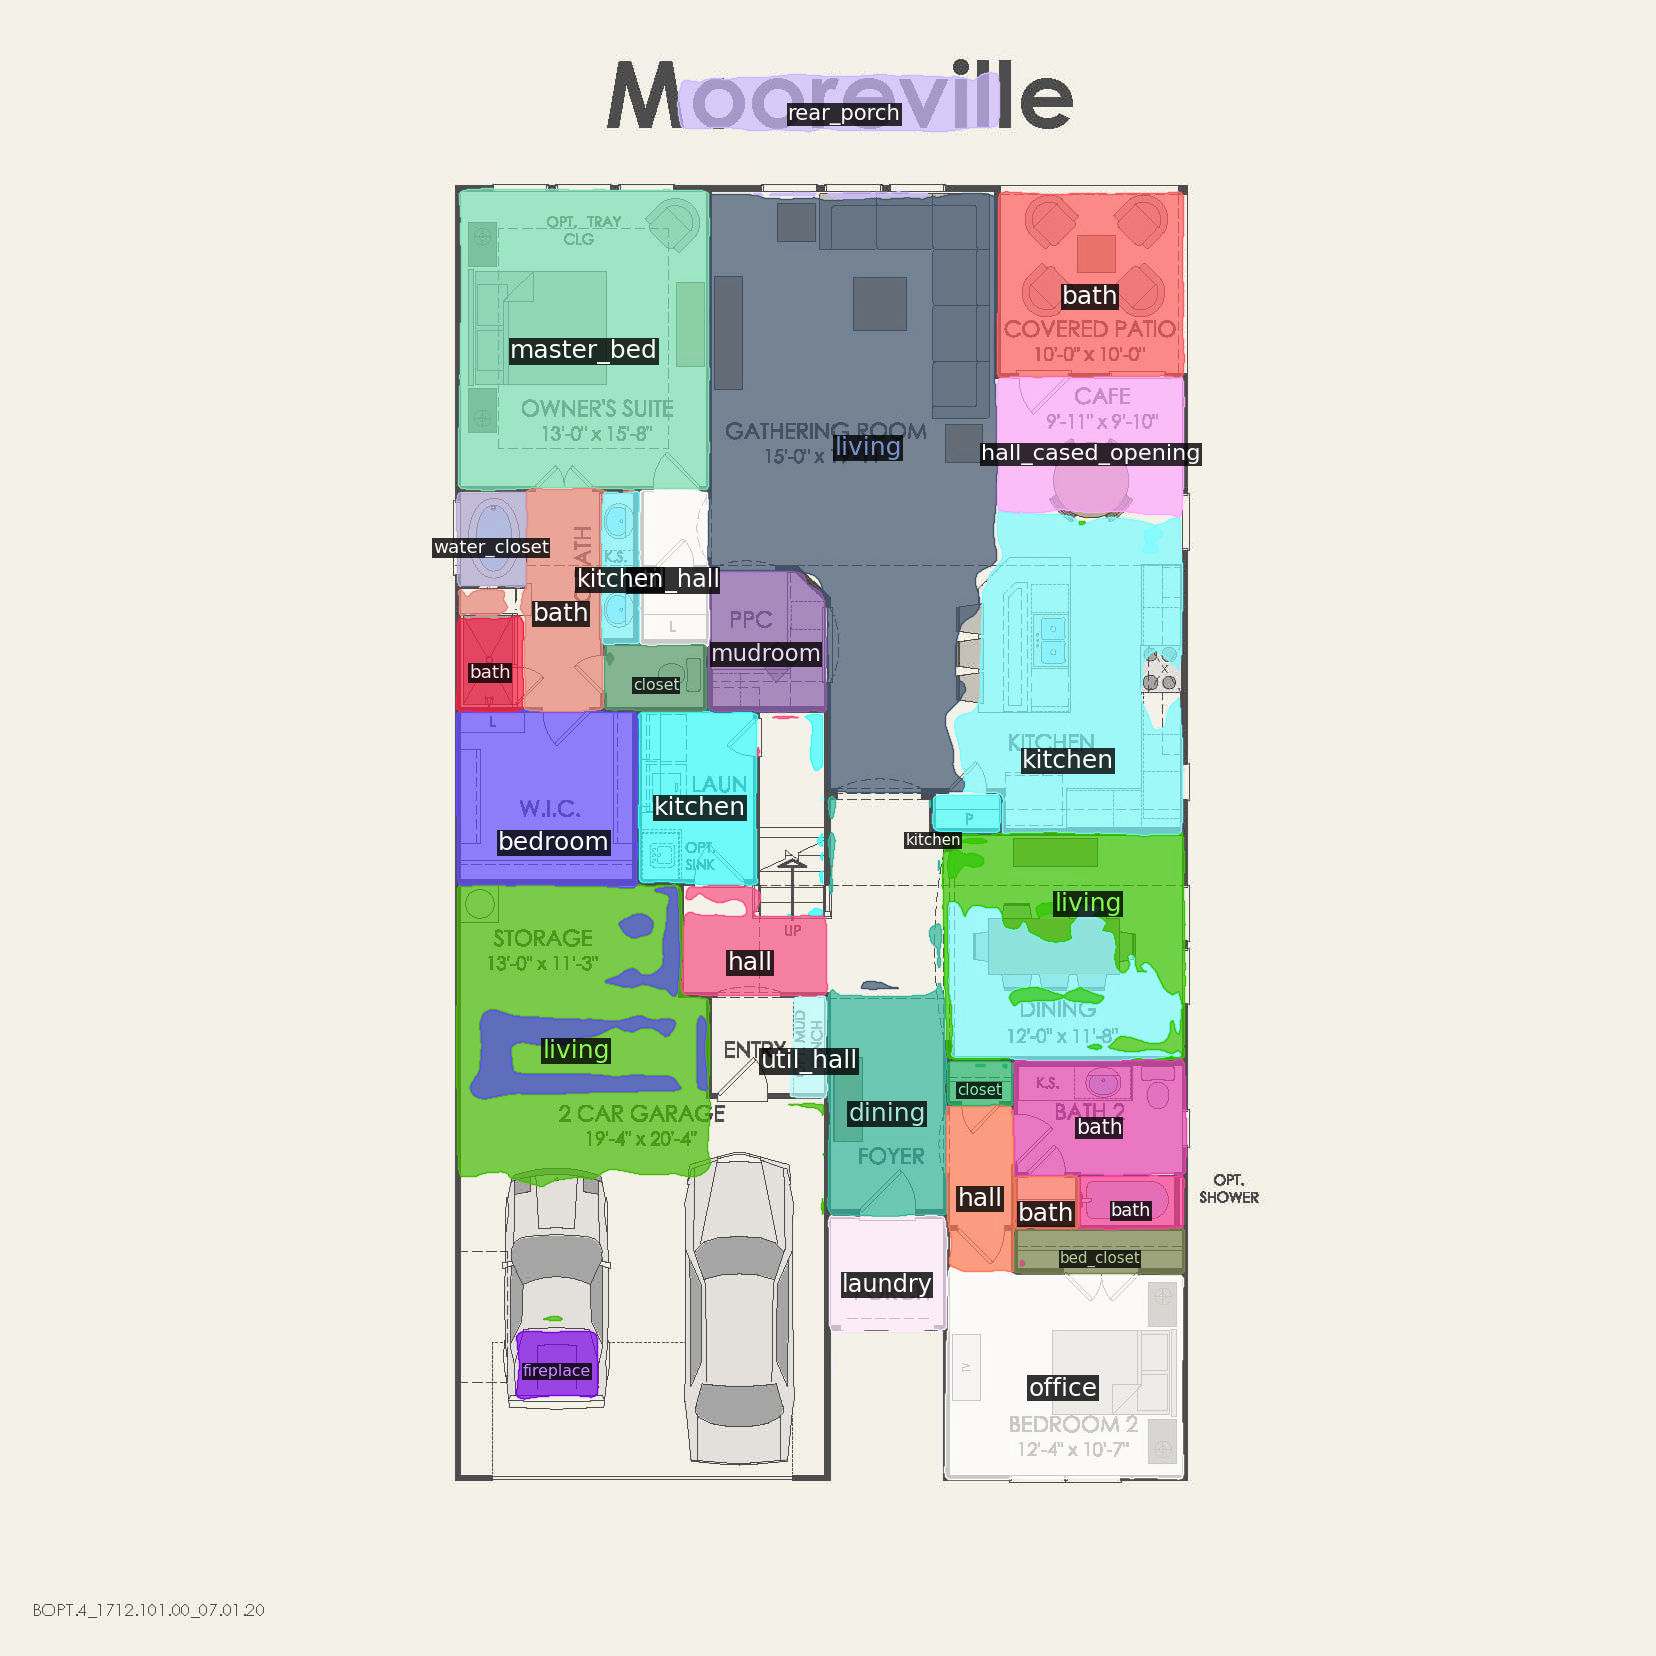 Mooreville
rear_porch
OPT. TRAY
CLG
master_bed
OWNER'S SUITE
13'-0" x 15'-8"
GATHERING ROOM
living
15'-0" x
bath
COVERED PATIO
10'-0" x 10'-0"
CAFE
9'-11" x 9'-10"
hall_cased_opening
water_closet
K.S.
kitchen_hall
bath
L
bath
closet
PPC
mudroom
KITCHEN
kitchen
L
W.I.C.
bedroom
LAUN
kitchen
OPT.
SINK
P
kitchen
living
STORAGE
13'-0" x 11'-3"
UP
hall
DINING
12'-0" x 11'-8"
living
ENTRY
MUD
util_hall
closet
K.S.
BATH 2
bath
2 CAR GARAGE
19'-4" x 20'-4"
dining
FOYER
OPT.
SHOWER
hall
bath
bath
bed_closet
laundry
fireplace
TV
office
BEDROOM 2
12'-4" x 10'-7"
BOPT.4_1712.101.00_07.01.20